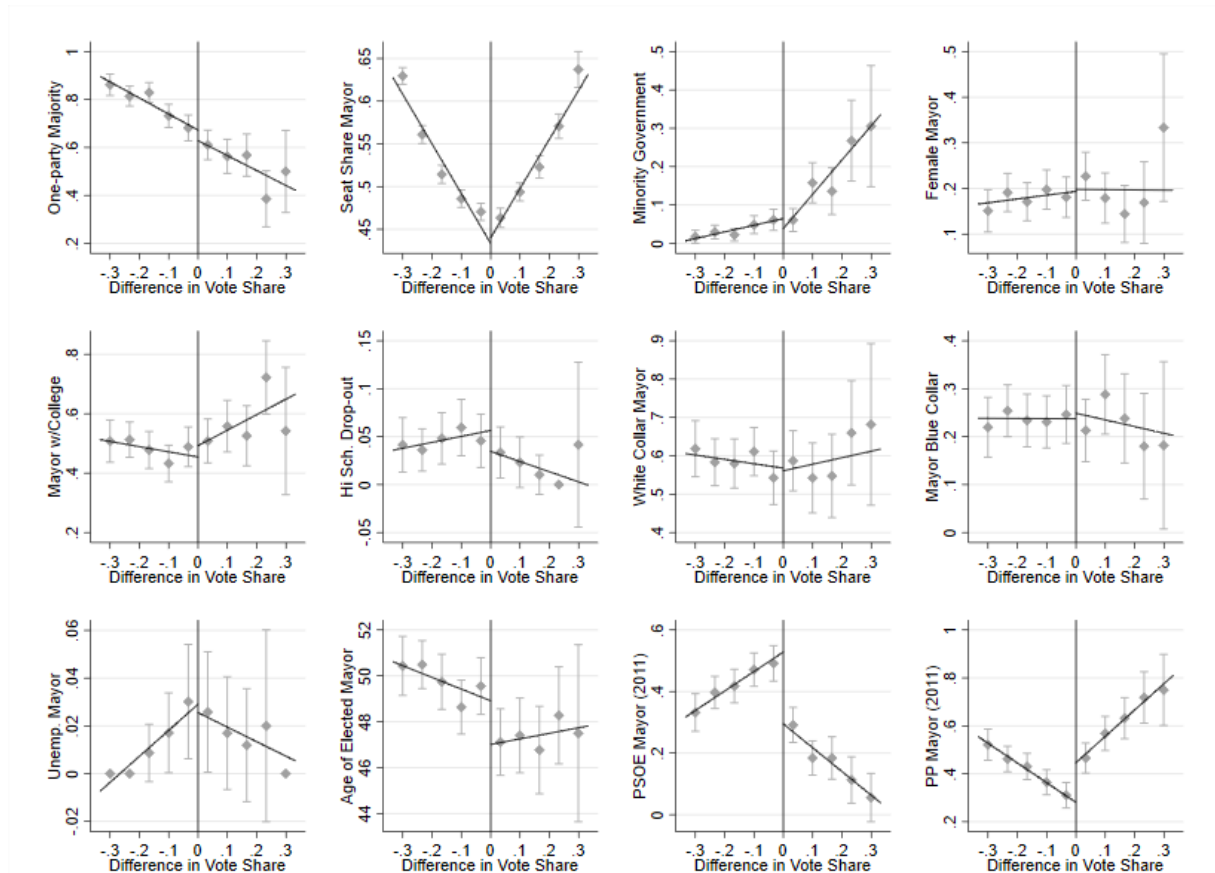 One-party Majority
.2 .4 .6 .8 1
-.3 -.2 -.1 0 .1 .2 .3
Difference in Vote Share
Seat Share Mayor
.45 .5 .55 .6 .65
-.3 -.2 -.1 0 .1 .2 .3
Difference in Vote Share
Minority Government
0 .1 .2 .3 .4 .5
-.3 -.2 -.1 0 .1 .2 .3
Difference in Vote Share
Female Mayor
.1 .2 .3 .4 .5
-.3 -.2 -.1 0 .1 .2 .3
Difference in Vote Share
Mayor w/College
.2 .4 .6 .8
-.3 -.2 -.1 0 .1 .2 .3
Difference in Vote Share
Hi Sch. Drop-out
-.05 0 .05 .1 .15
-.3 -.2 -.1 0 .1 .2 .3
Difference in Vote Share
White Collar Mayor
.4 .5 .6 .7 .8 .9
-.3 -.2 -.1 0 .1 .2 .3
Difference in Vote Share
Mayor Blue Collar
0 .1 .2 .3 .4
-.3 -.2 -.1 0 .1 .2 .3
Difference in Vote Share
Unemp. Mayor
-.02 0 .02 .04 .06
-.3 -.2 -.1 0 .1 .2 .3
Difference in Vote Share
Age of Elected Mayor
44 46 48 50 52
-.3 -.2 -.1 0 .1 .2 .3
Difference in Vote Share
PSOE Mayor (2011)
0 .2 .4 .6
-.3 -.2 -.1 0 .1 .2 .3
Difference in Vote Share
PP Mayor (2011)
.2 .4 .6 .8 1
-.3 -.2 -.1 0 .1 .2 .3
Difference in Vote Share